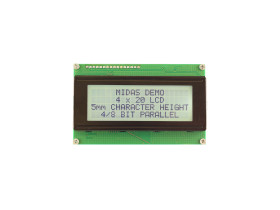 MIDAS DEMO
4 x 20 LCD
5mm CHARACTER HEIGHT
4/8 BIT PARALLEL